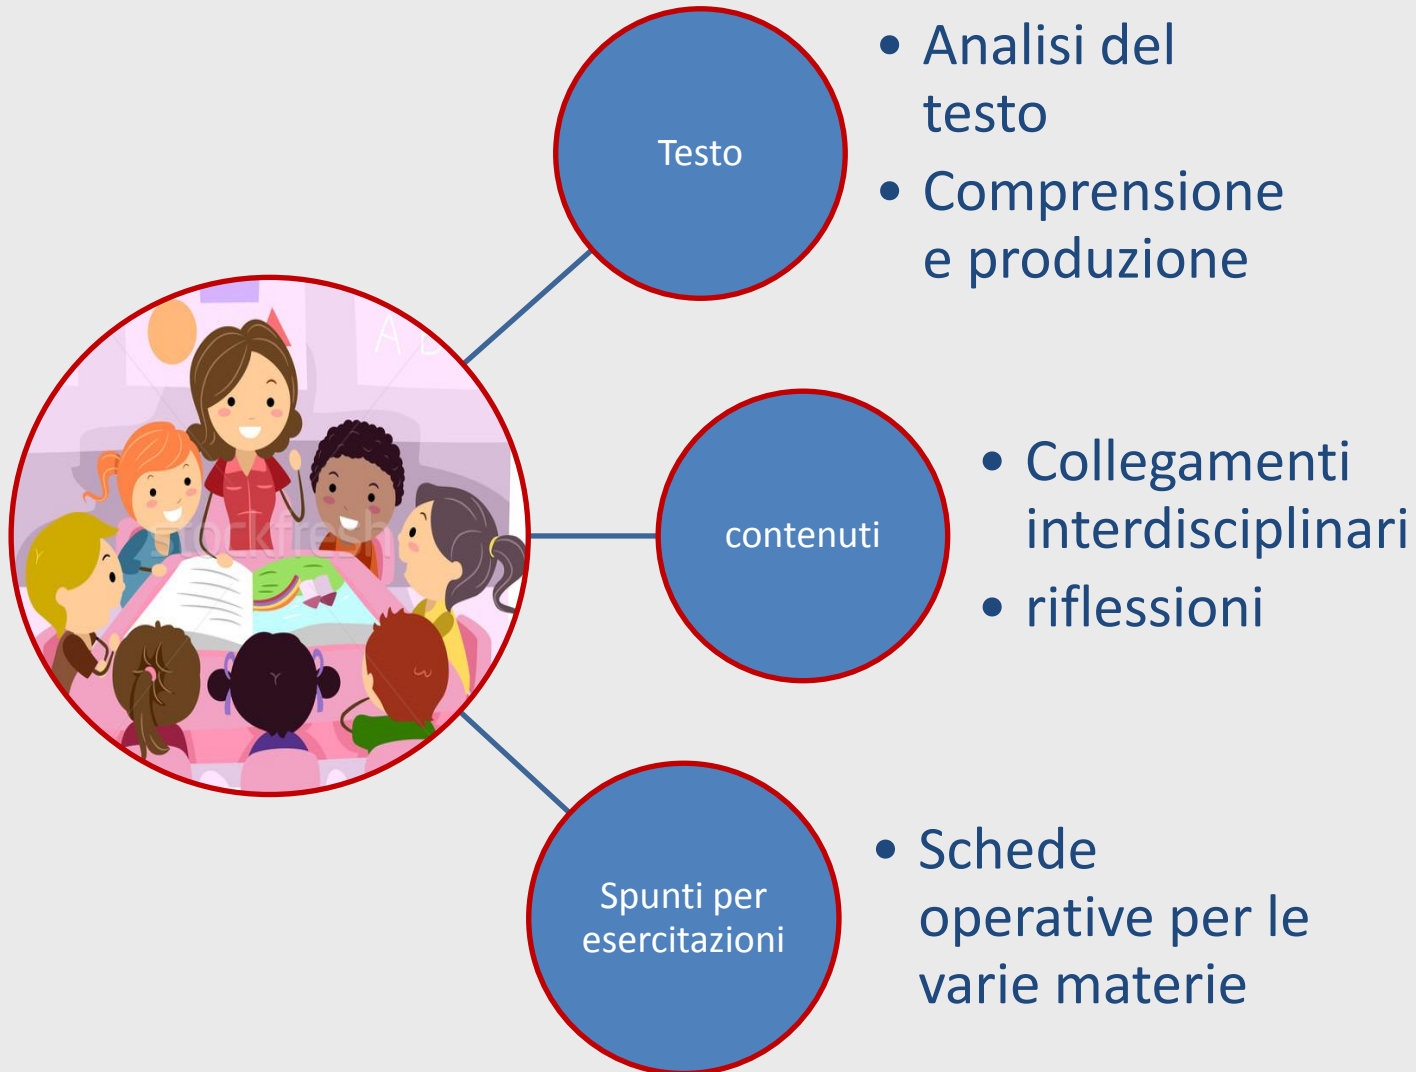 Testo
• Analisi del
testo
• Comprensione
e produzione
A
stockfresh
contenuti
• Collegamenti
interdisciplinari
• riflessioni
Spunti per
esercitazioni
• Schede
operative per le
varie materie